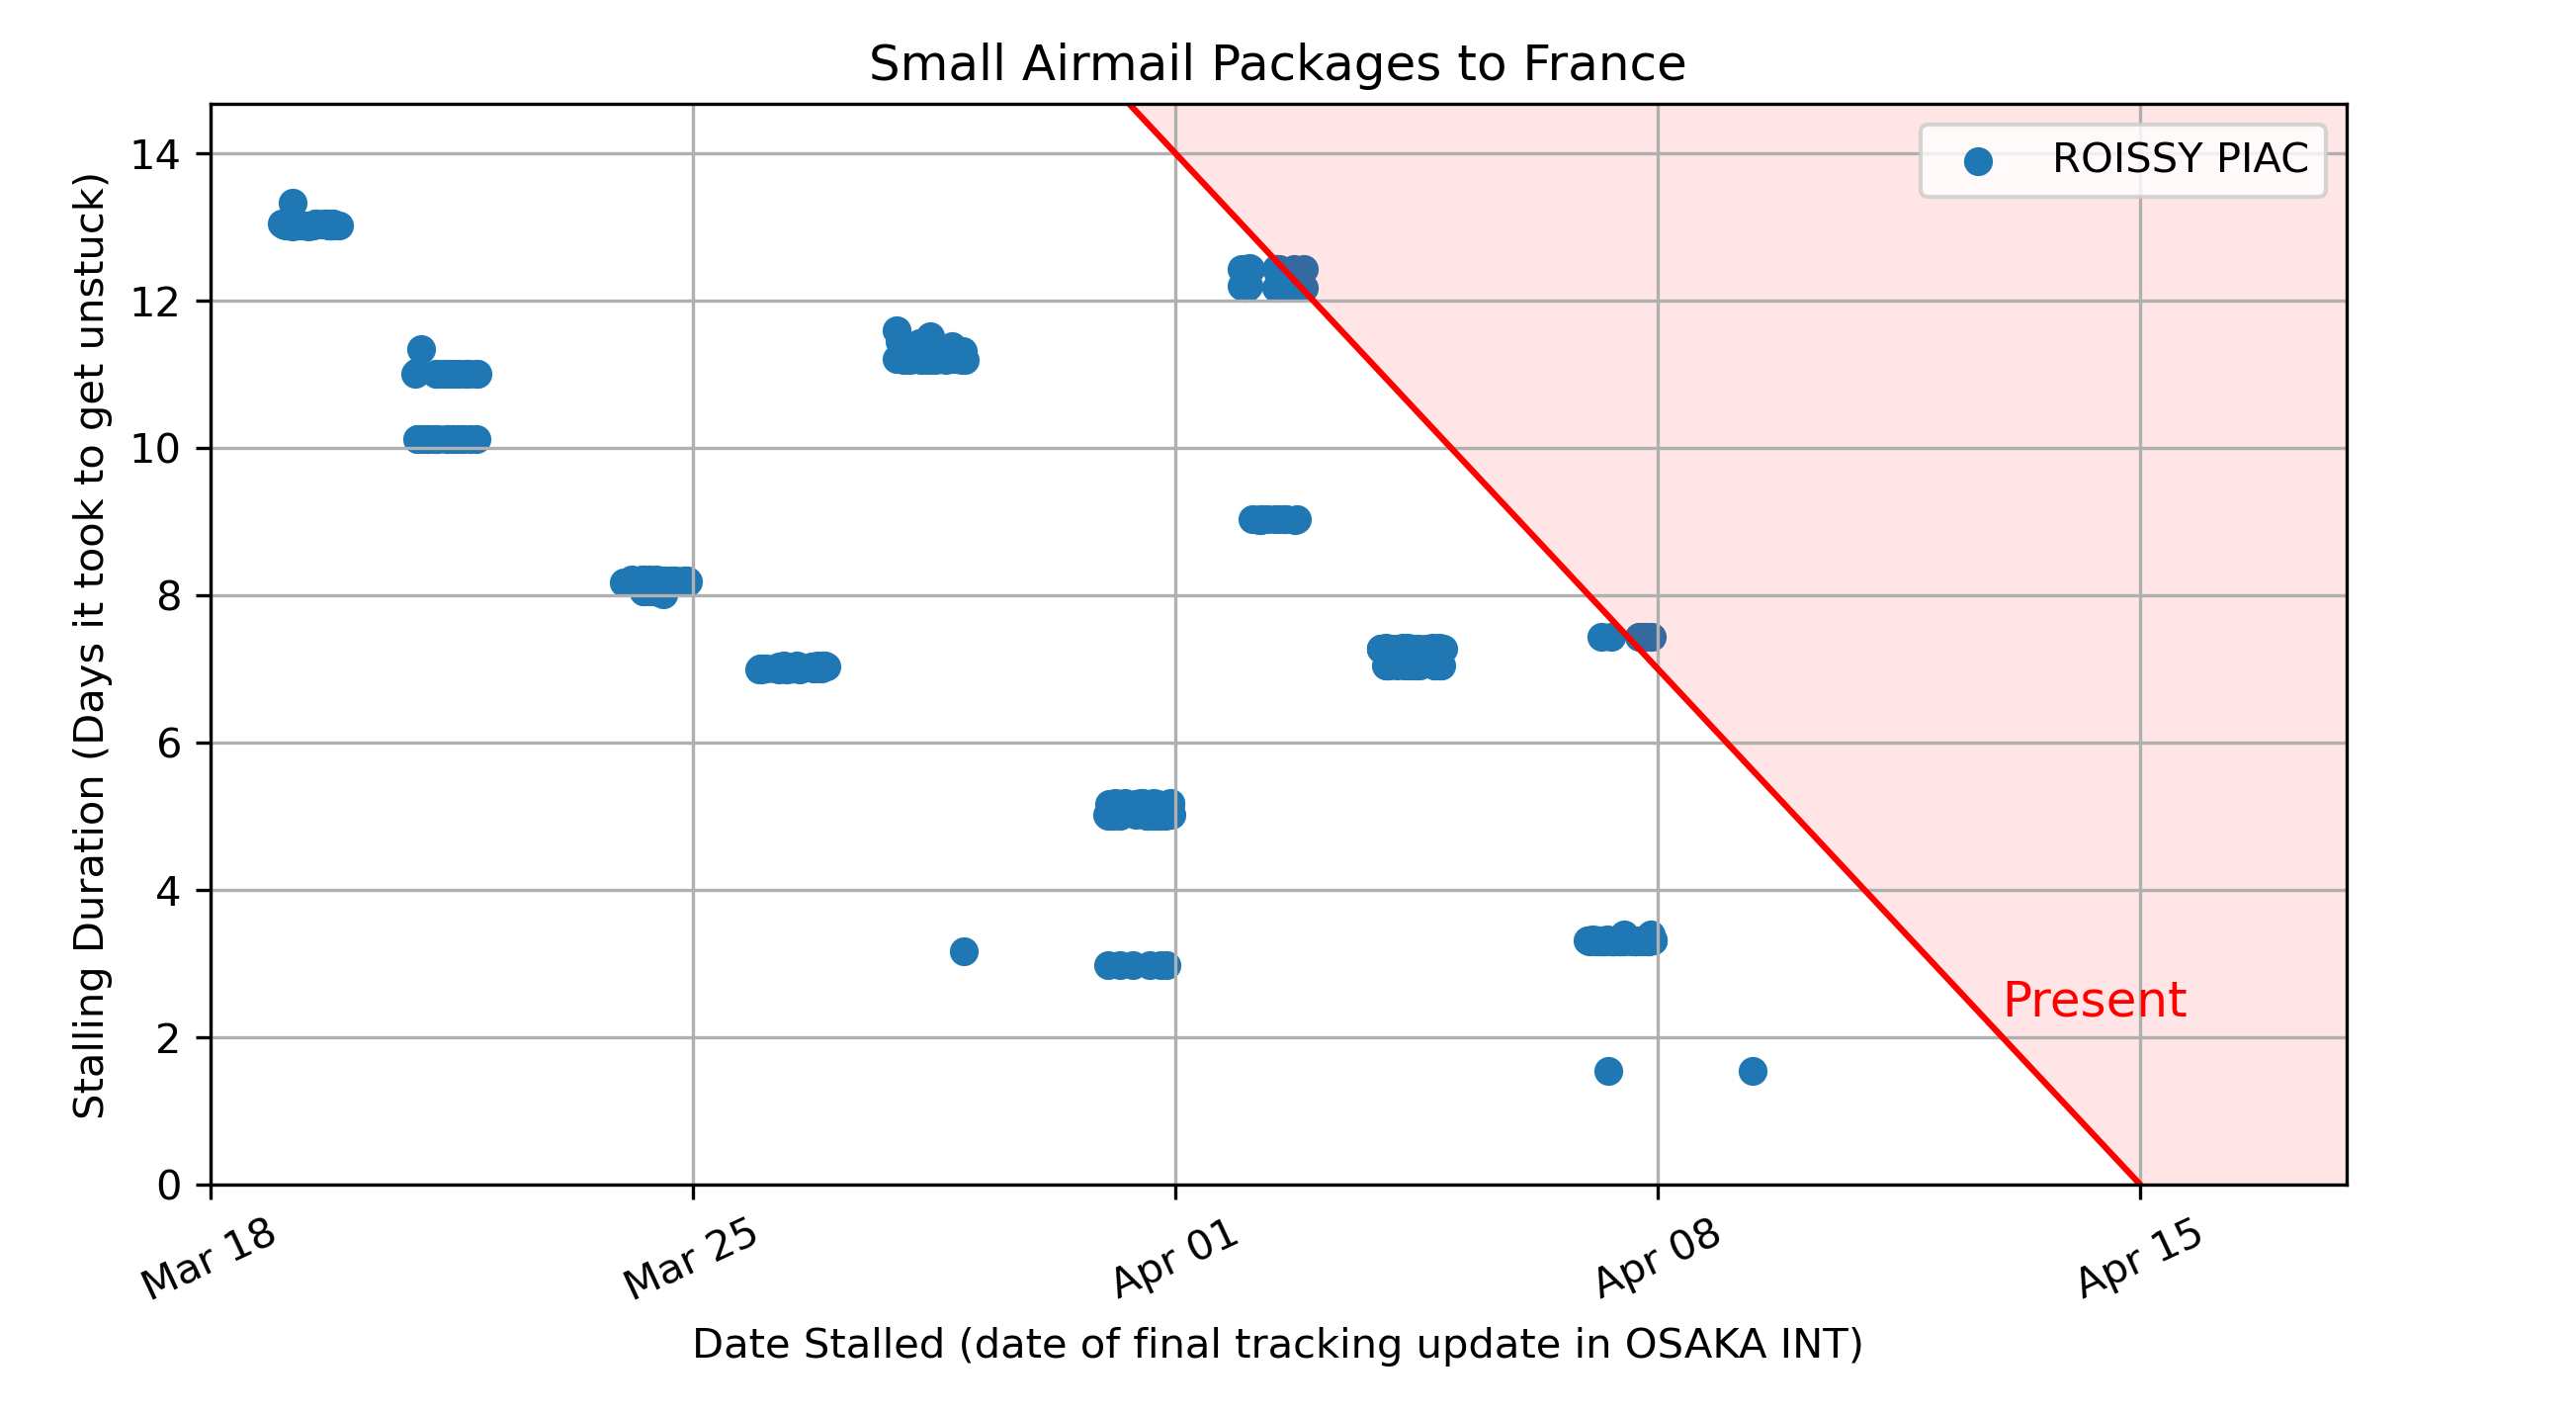 Small Airmail Packages to France
Stalling Duration (Days it took to get unstuck)
14
12
10
8
6
4
2
0
ROISSY PIAC
Present
Mar 18
Mar 25
Apr 01
Apr 08
Apr 15
Date Stalled (date of final tracking update in OSAKA INT)